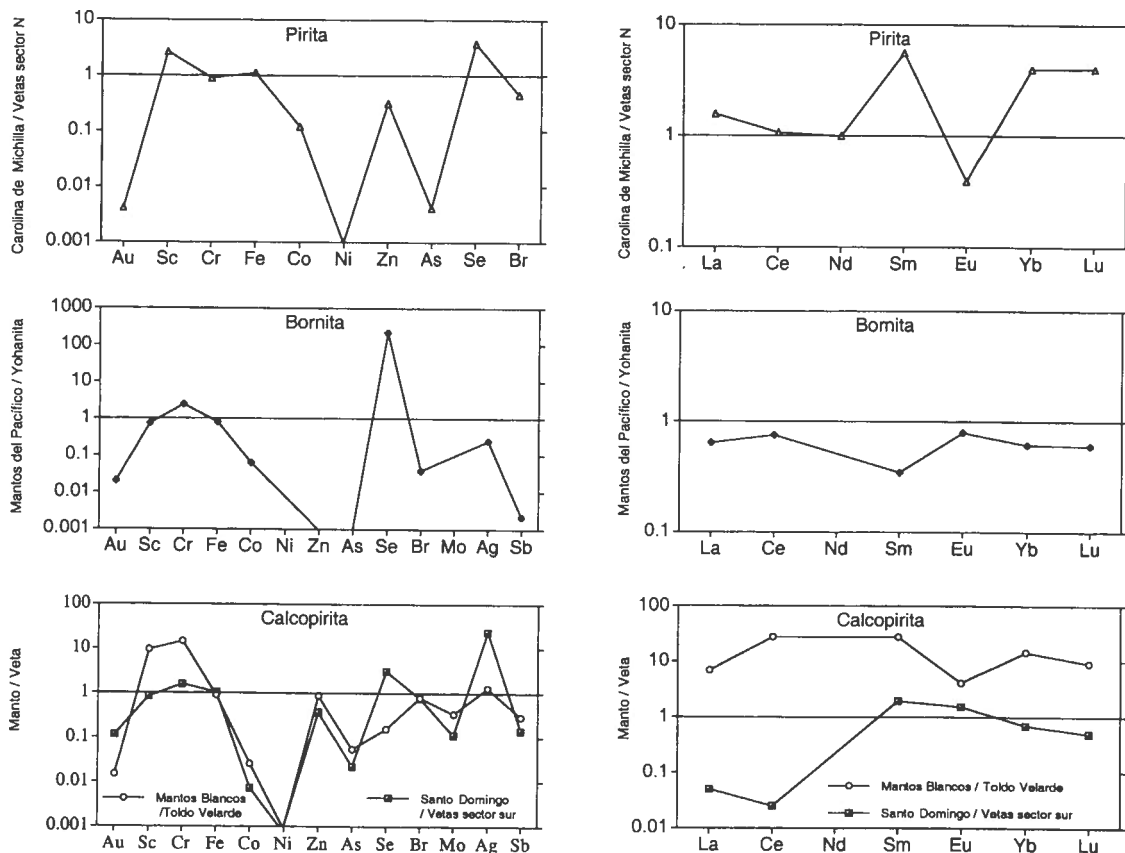 Carolina de Michilla / Vetas sector N
Pirita
10
1
0.1
0.01
0.001
Au Sc Cr Fe Co Ni Zn As Se Br
Carolina de Michilla / Vetas sector N
Pirita
10
1
0.1
La Ce Nd Sm Eu Yb Lu
Mantos del Pacífico / Yohanita
Bornita
1000
100
10
1
0.1
0.01
0.001
Au Sc Cr Fe Co Ni Zn As Se Br Mo Ag Sb
Mantos del Pacífico / Yohanita
Bornita
10
1
0.1
La Ce Nd Sm Eu Yb Lu
Manto / Veta
Calcopirita
100
10
1
0.1
0.01
0.001
Mantos Blancos
/Toldo Velarde
Santo Domingo
/ Vetas sector sur
Au Sc Cr Fe Co Ni Zn As Se Br Mo Ag Sb
Manto / Veta
Calcopirita
100
10
1
0.1
0.01
Mantos Blancos / Toldo Velarde
Santo Domingo / Vetas sector sur
La Ce Nd Sm Eu Yb Lu